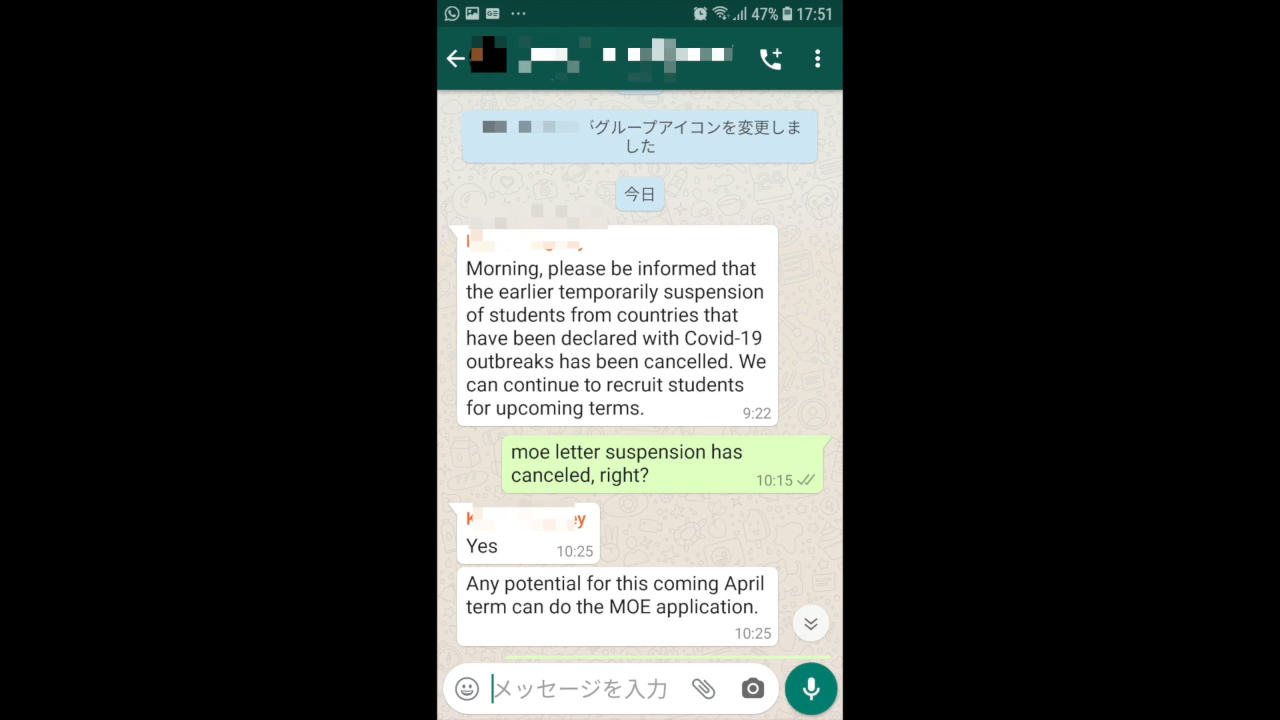 47% 17:51
グループアイコンを変更しま
した
今日
Morning, please be informed that
the earlier temporarily suspension
of students from countries that
have been declared with Covid-19
outbreaks has been cancelled. We
can continue to recruit students
for upcoming terms.
9:22
moe letter suspension has
canceled, right?
10:15
Yes
10:25
Any potential for this coming April
term can do the MOE application.
10:25
メッセージを入力